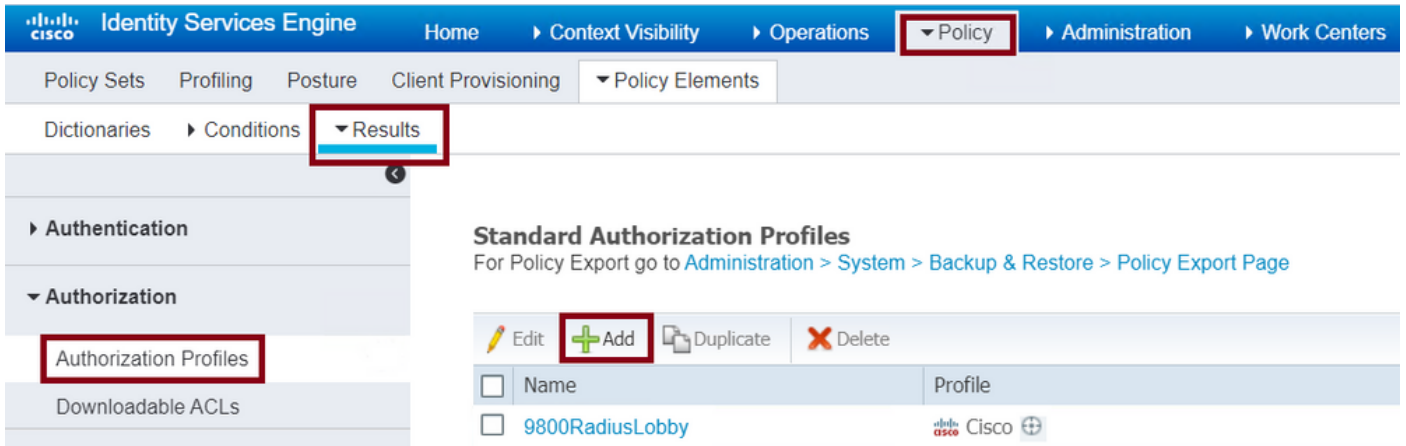 cisco Identity Services Engine Home Context Visibility Operations Policy Administration Work Centers
Policy Sets Profiling Posture Client Provisioning Policy Elements
Dictionaries Conditions Results
Authentication
Authorization
Authorization Profiles
Downloadable ACLs
Standard Authorization Profiles
For Policy Export go to Administration > System > Backup & Restore > Policy Export Page
Edit Add Duplicate Delete
Name Profile
9800RadiusLobby cisco Cisco